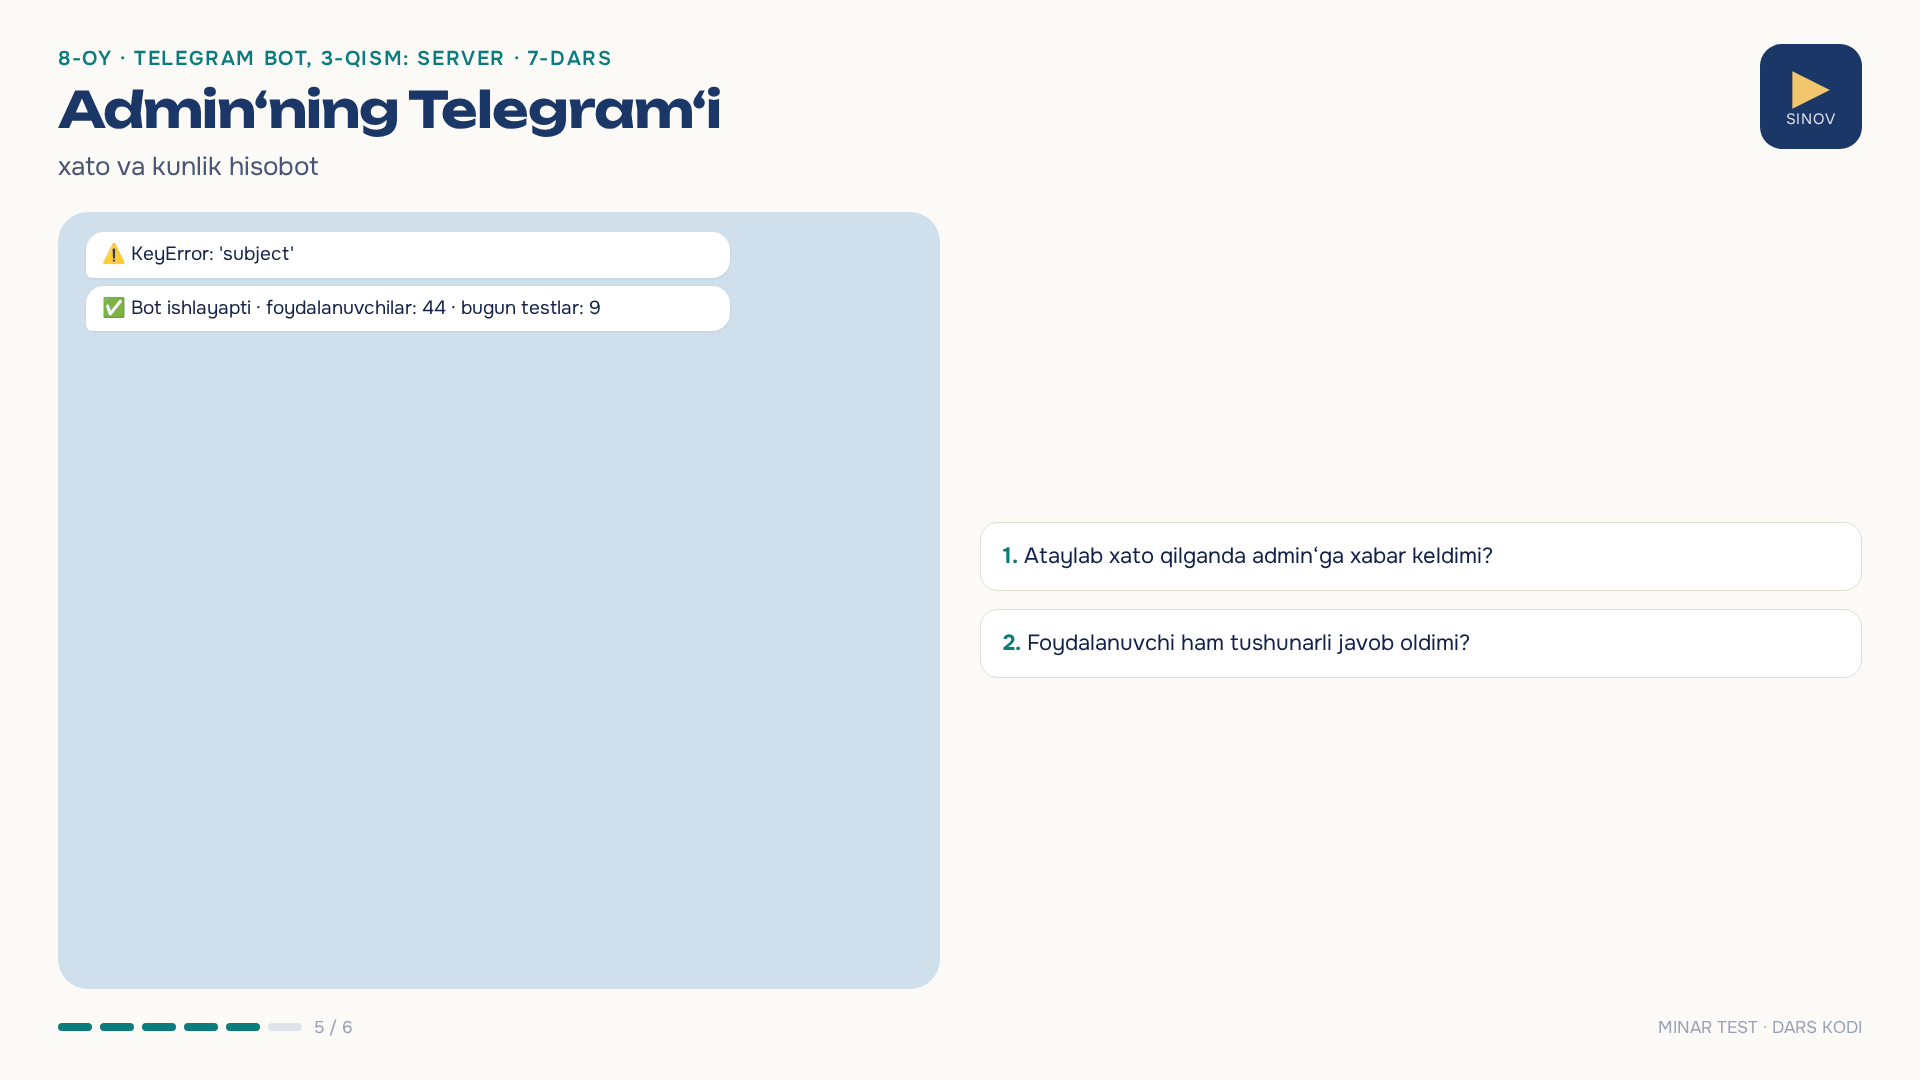 8-OY · TELEGRAM BOT, 3-QISM: SERVER · 7-DARS
Admin‘ning Telegram‘i
xato va kunlik hisobot
SINOV
⚠️ KeyError: 'subject'
✅ Bot ishlayapti · foydalanuvchilar: 44 · bugun testlar: 9
1. Ataylab xato qilganda admin‘ga xabar keldimi?
2. Foydalanuvchi ham tushunarli javob oldimi?
5 / 6
MINAR TEST · DARS KODI